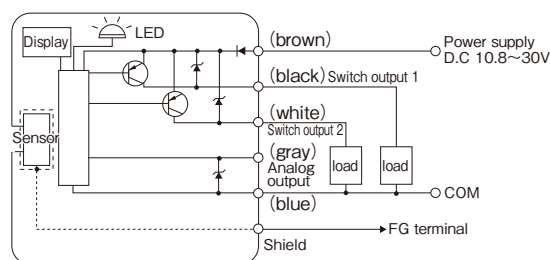 LED
Display
(brown)
Power supply
D.C 10.8～30V
(black) Switch output 1
(white)
Switch output 2
Sensor
(gray)
Analog
output
load
load
(blue)
COM
Shield
FG terminal